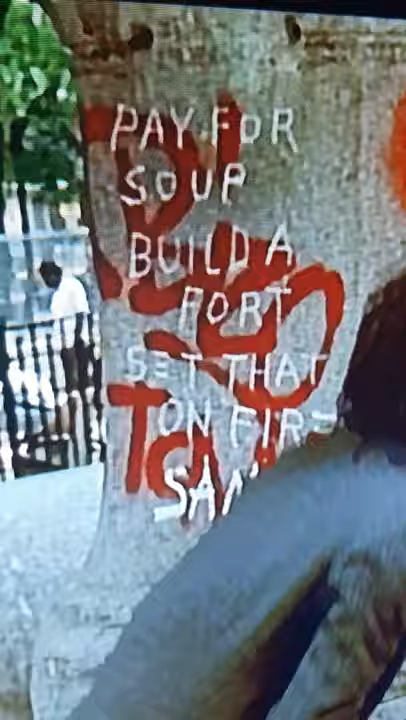 PAY FOR
SOUP
BUILD A
FORT
SET THAT
ON FIRE